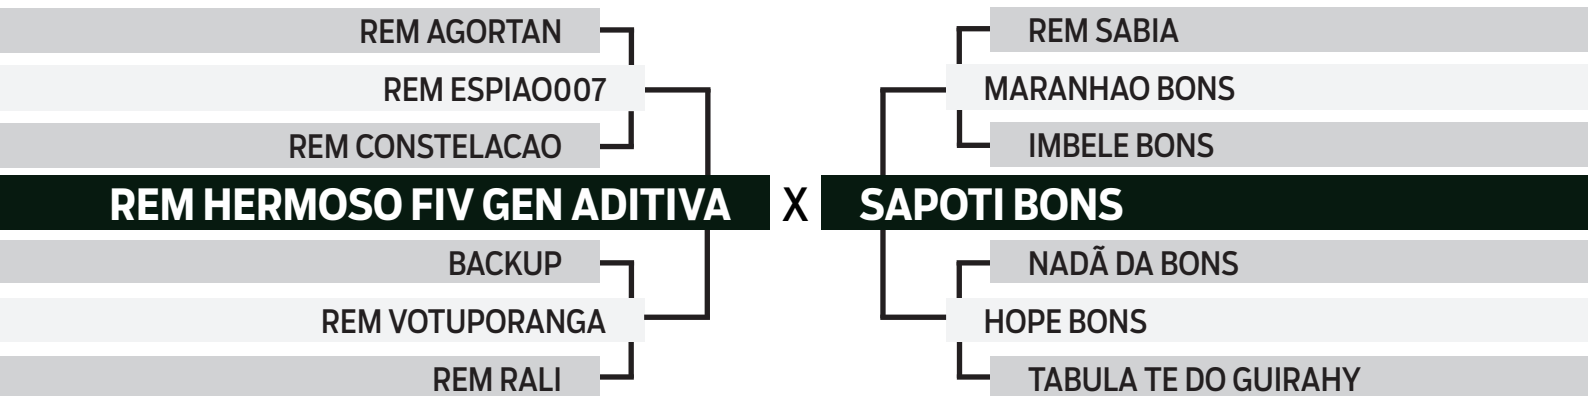 REM AGORTAN
REM ESPIAO007
REM CONSTELACAO
REM HERMOSO FIV GEN ADITIVA X SAPOTI BONS
BACKUP
REM VOTUPORANGA
REM RALI
REM SABIA
MARANHAO BONS
IMBELE BONS
NADÃ DA BONS
HOPE BONS
TABULA TE DO GUIRAHY